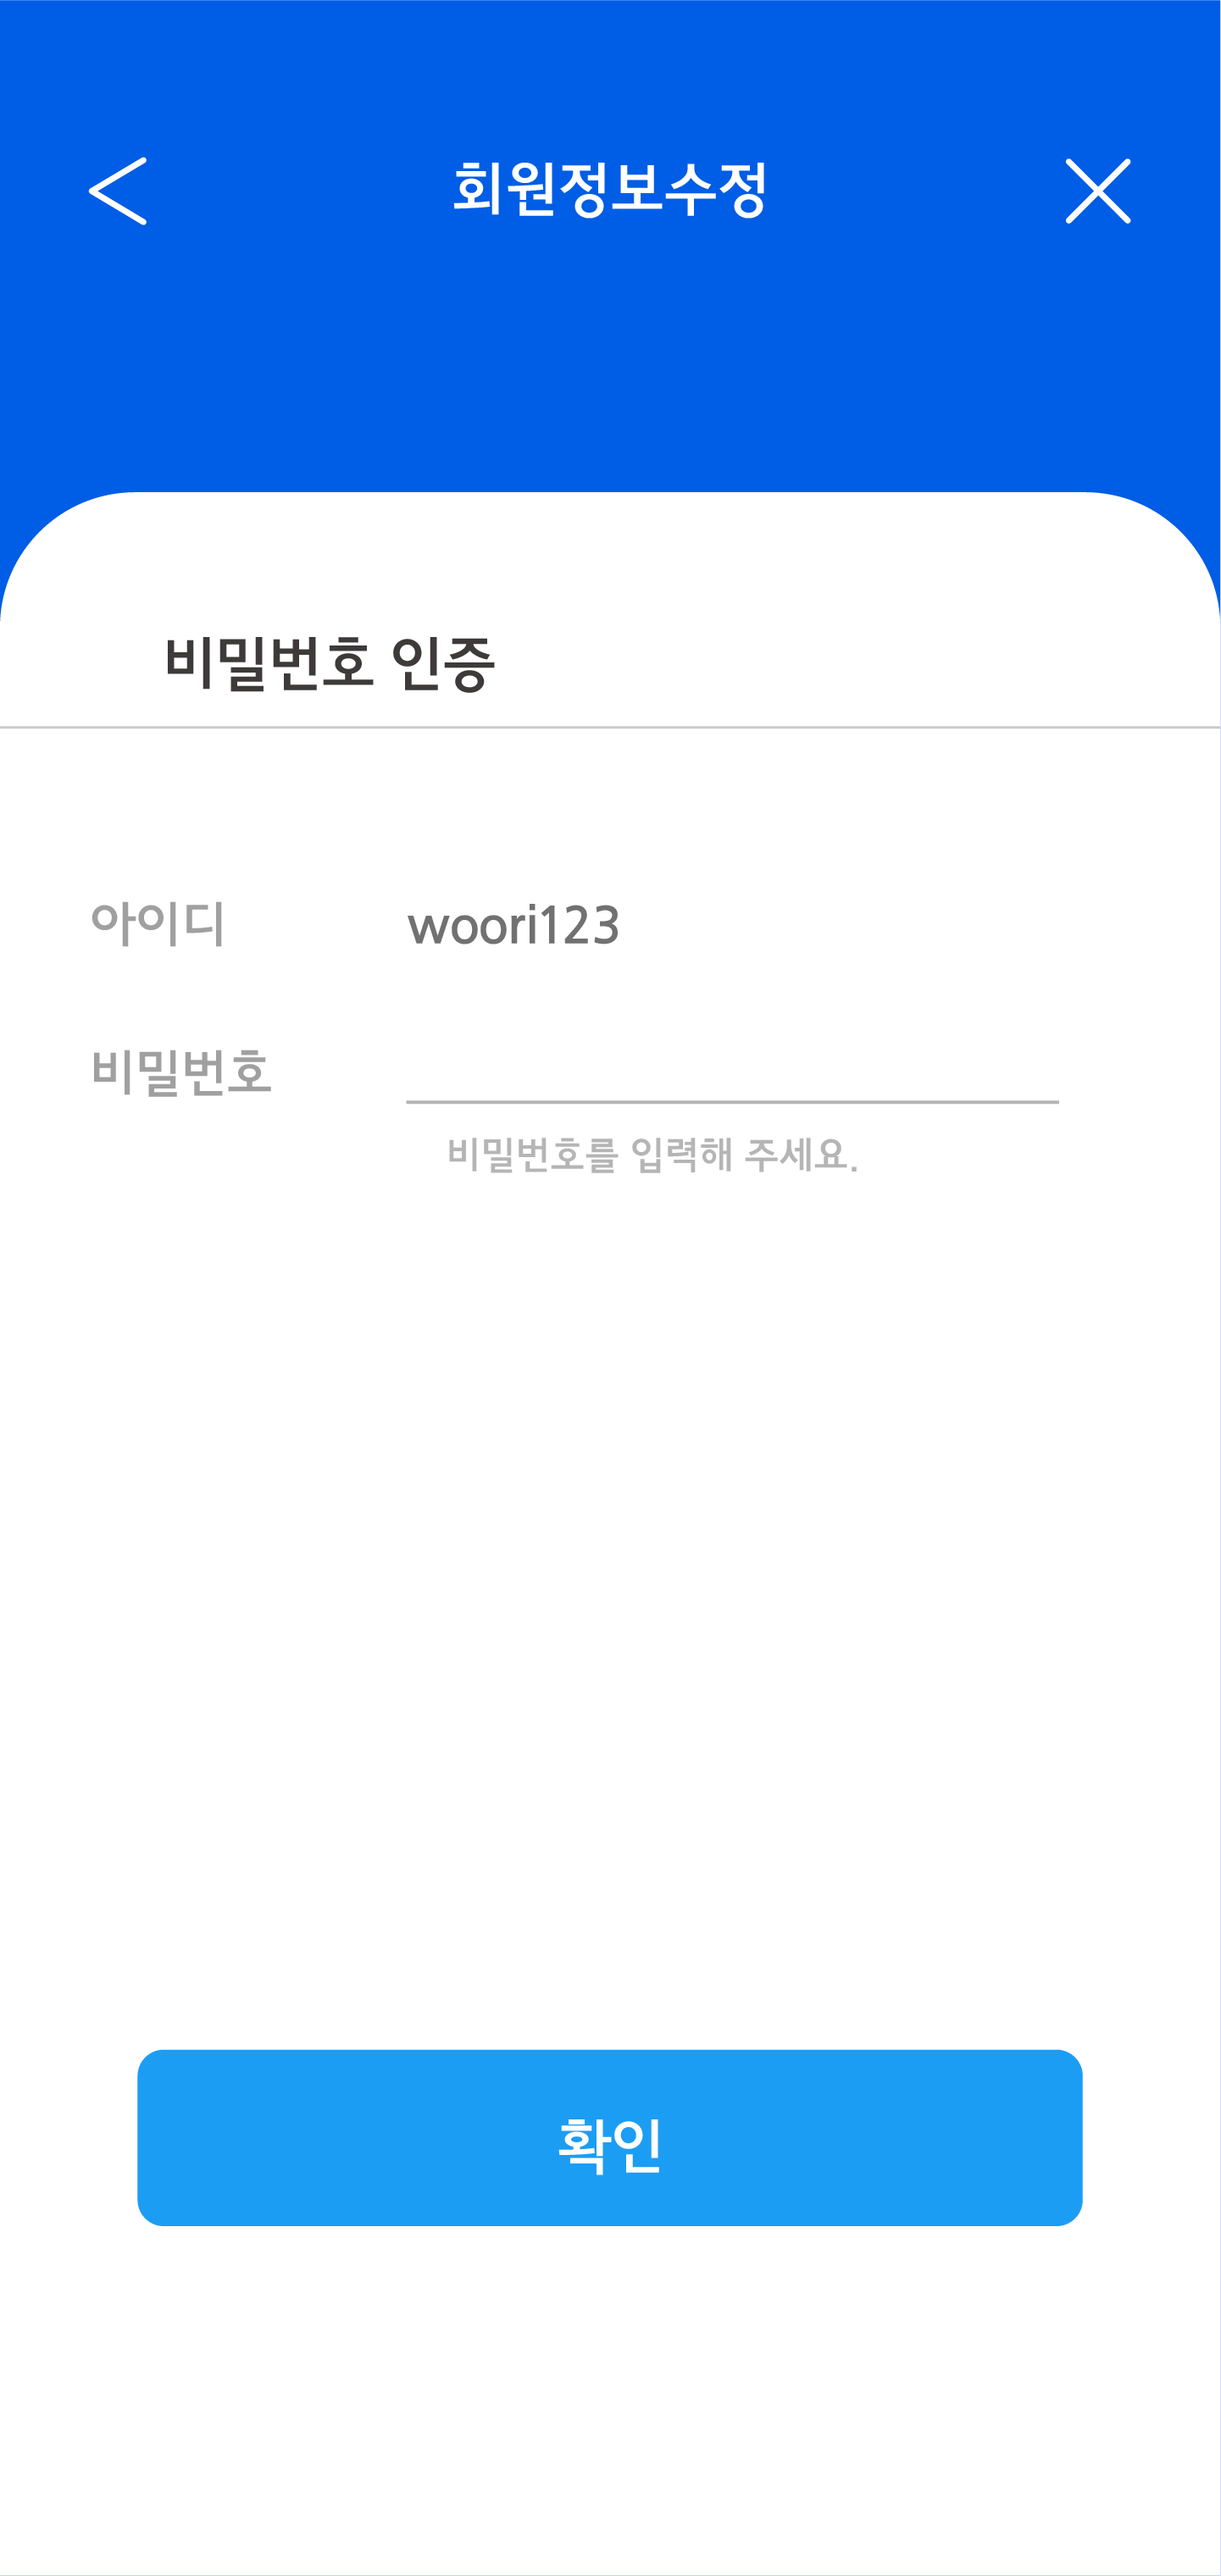 회원정보수정
비밀번호 인증
아이디 woori123
비밀번호
비밀번호를 입력해 주세요.
확인